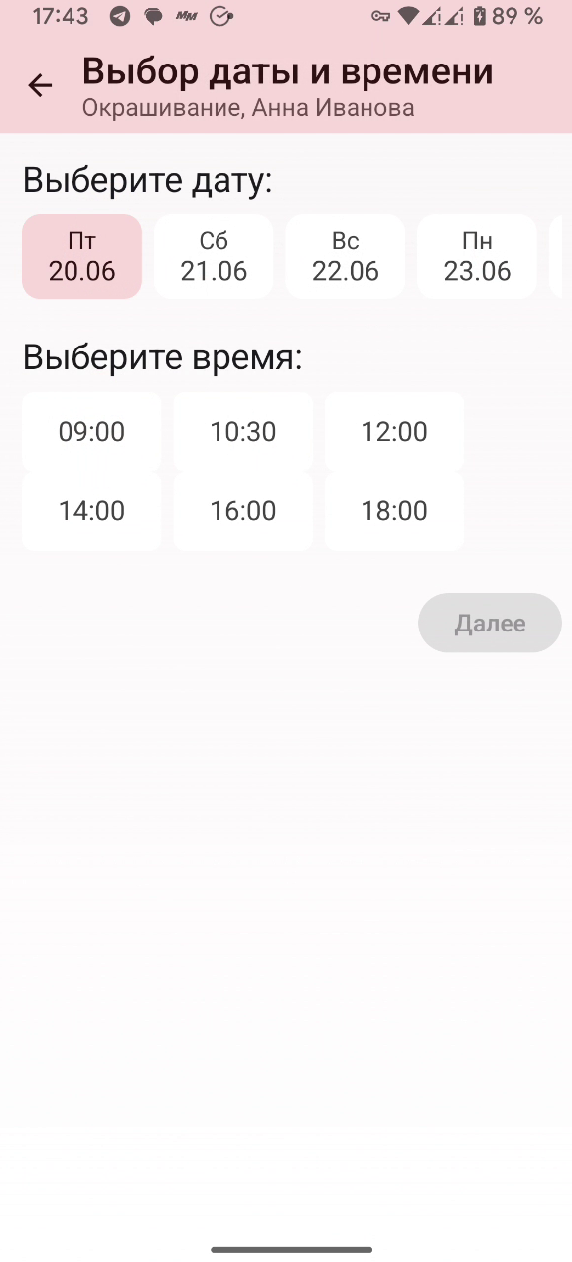 17:43 89 %
Выбор даты и времени
Окрашивание, Анна Иванова
Выберите дату:
Пт Сб Вс Пн
20.06 21.06 22.06 23.06
Выберите время:
09:00 10:30 12:00
14:00 16:00 18:00
Далее